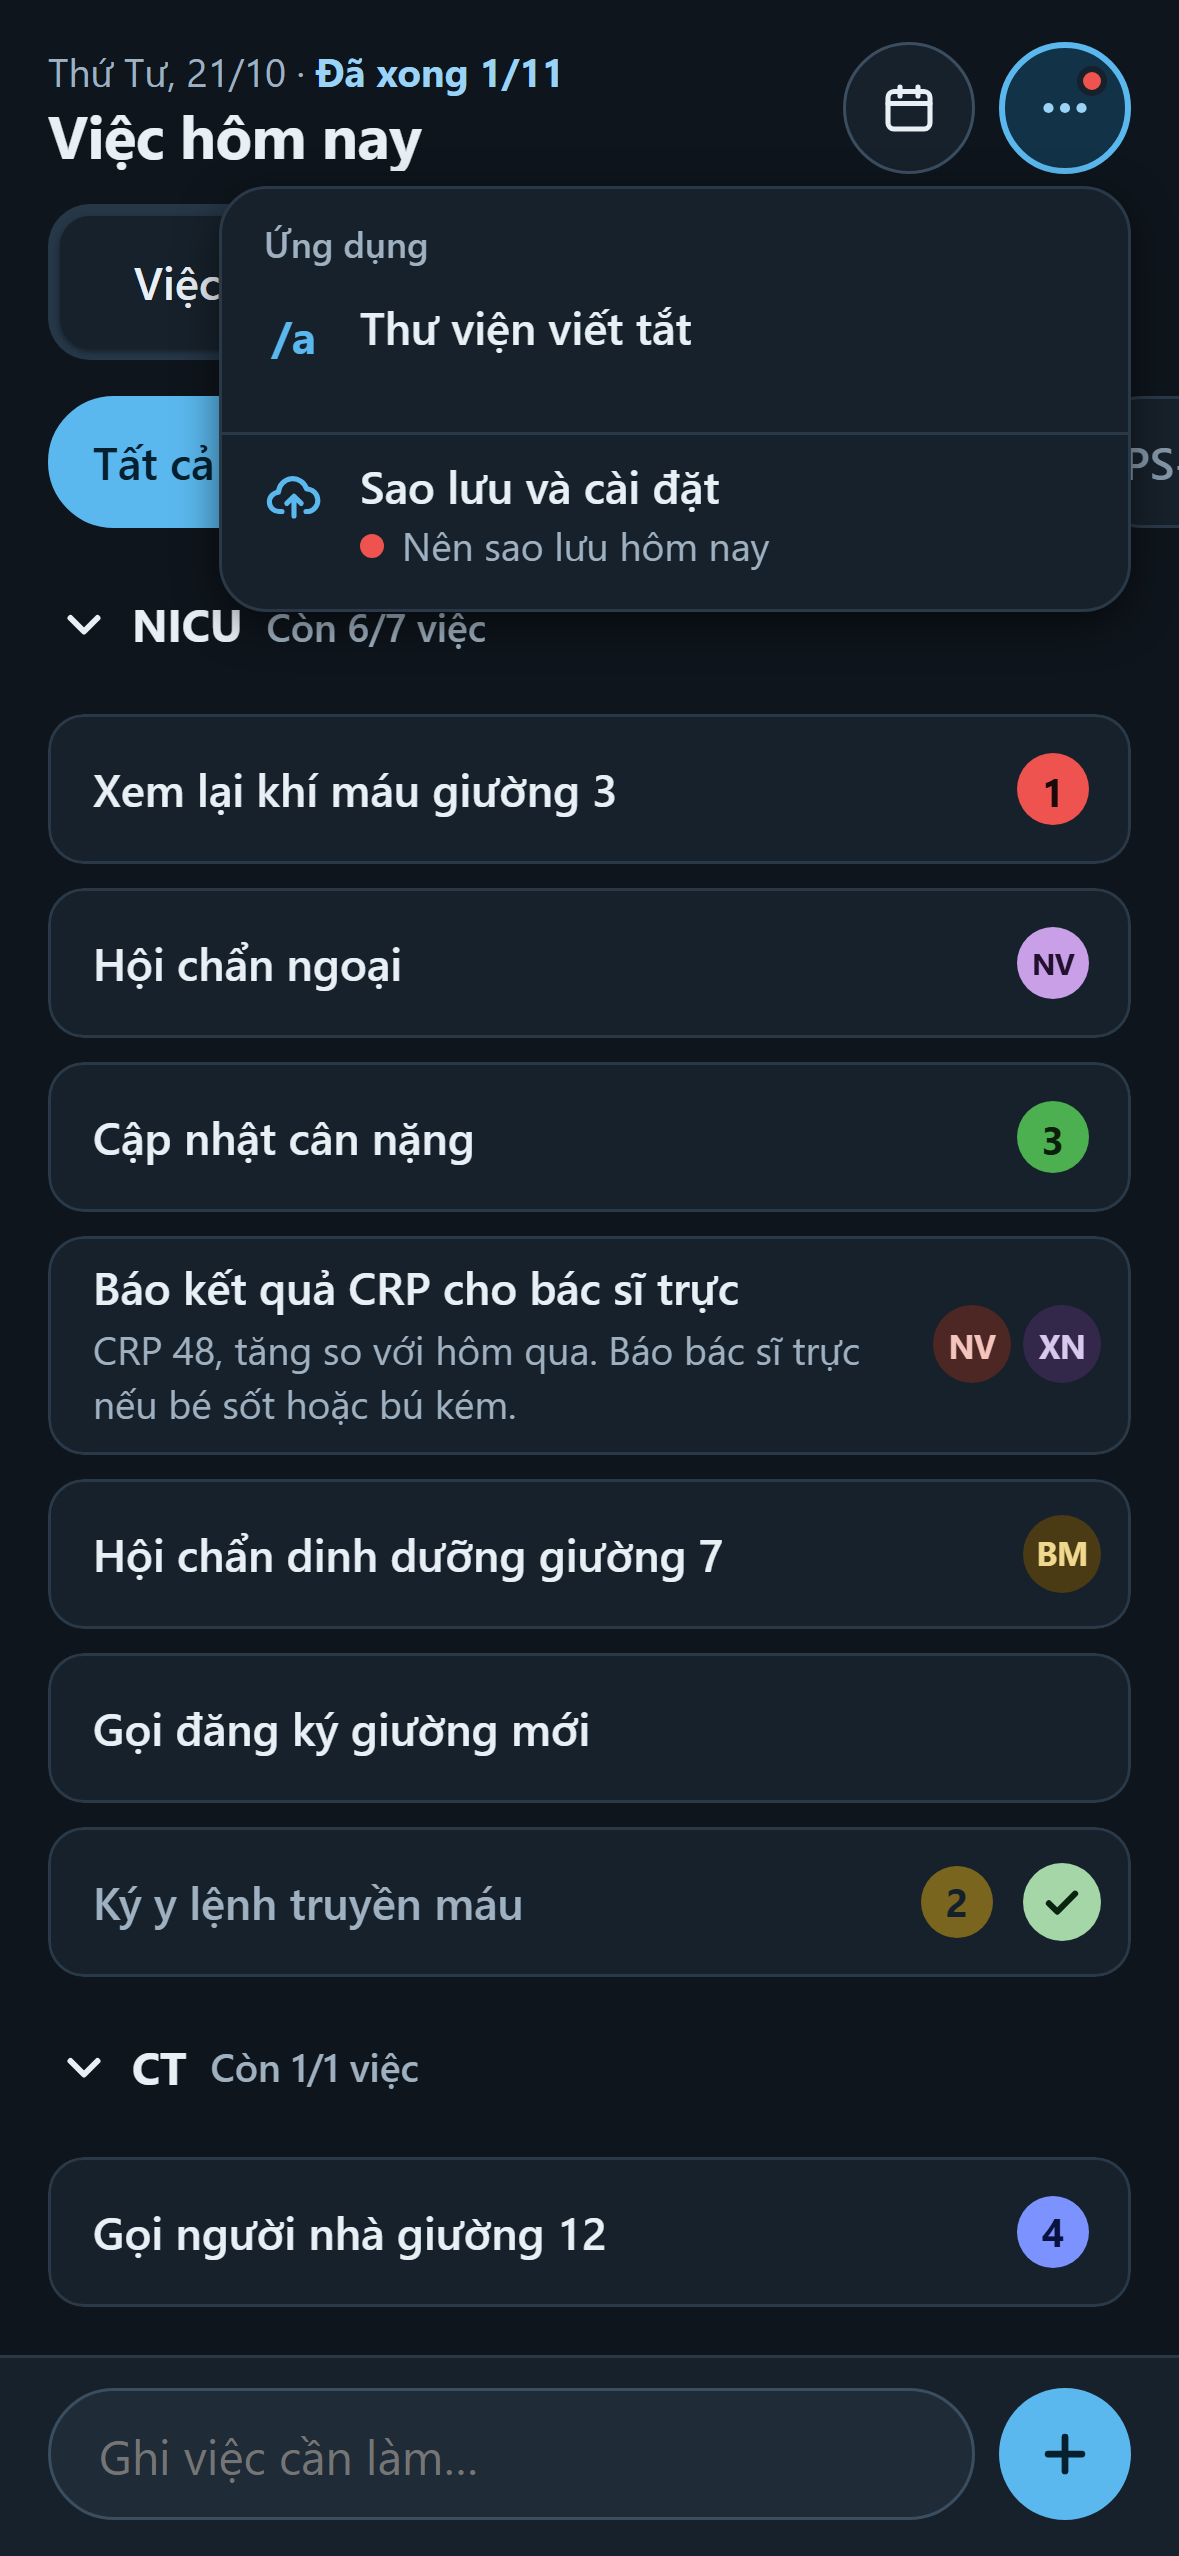 Thứ Tư, 21/10 · Đã xong 1/11
Việc hôm nay
Việc
Ứng dụng
/a Thư viện viết tắt
Tất cả
PS-
Sao lưu và cài đặt
Nên sao lưu hôm nay
NICU Còn 6/7 việc
Xem lại khí máu giường 3 1
Hội chẩn ngoại NV
Cập nhật cân nặng 3
Báo kết quả CRP cho bác sĩ trực
CRP 48, tăng so với hôm qua. Báo bác sĩ trực
nếu bé sốt hoặc bú kém.
NV XN
Hội chẩn dinh dưỡng giường 7 BM
Gọi đăng ký giường mới
Ký y lệnh truyền máu 2
CT Còn 1/1 việc
Gọi người nhà giường 12 4
Ghi việc cần làm...